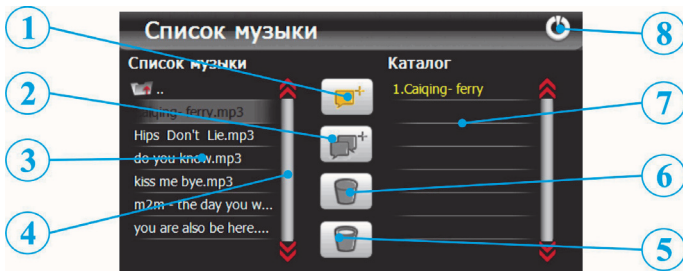 Список музыки
Список музыки
..
Caiqing- ferry.mp3
Hips Don't Lie.mp3
do you know.mp3
kiss me bye.mp3
m2m - the day you w...
you are also be here....
Каталог
1.Caiqing- ferry
1
2
3
4
5
6
7
8